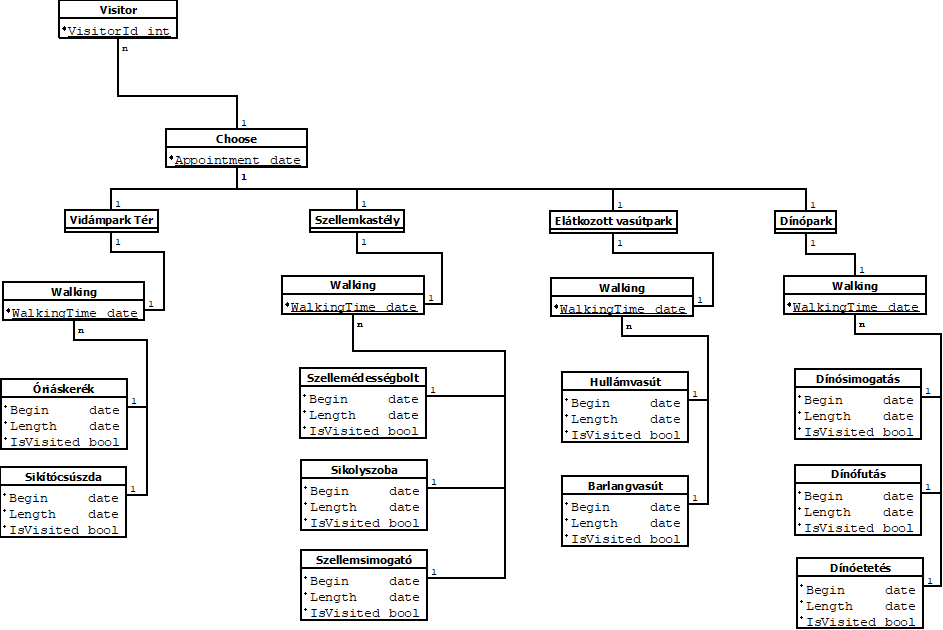 Visitor
VisitorId int
n
1
Choose
Appointment date
1
1
1
1
1
Vidámpark Tér
Szellemkastély
Elátkozott vasútpark
Dínópark
1
1
1
1
Walking
WalkingTime date
1
n
Walking
WalkingTime date
1
n
Walking
WalkingTime date
1
n
1
Walking
WalkingTime date
n
Óriáskerék
Begin date
Length date
IsVisited bool
1
Sikítócsúszda
Begin date
Length date
IsVisited bool
1
Szellemédességbolt
Begin date
Length date
IsVisited bool
1
Sikolyszoba
Begin date
Length date
IsVisited bool
1
Szellemsimogató
Begin date
Length date
IsVisited bool
1
Hullámvasút
Begin date
Length date
IsVisited bool
1
Barlangvasút
Begin date
Length date
IsVisited bool
1
Dínósimogatás
Begin date
Length date
IsVisited bool
1
Dínófutás
Begin date
Length date
IsVisited bool
1
Dínóetetés
Begin date
Length date
IsVisited bool
1